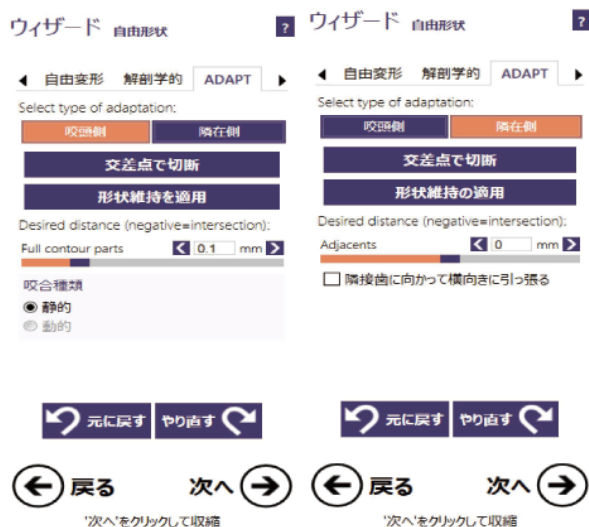 ウィザード 自由形状 ?
自由変形 解剖学的 ADAPT
Select type of adaptation:
咬頭側 隣在側
交差点で切断
形状維持を適用
Desired distance (negative=intersection):
Full contour parts 0.1 mm
咬合種類
静的
動的
元に戻す やり直す
戻る 次へ
'次へ'をクリックして収縮
ウィザード 自由形状 ?
自由変形 解剖学的 ADAPT
Select type of adaptation:
咬頭側 隣在側
交差点で切断
形状維持の適用
Desired distance (negative=intersection):
Adjacents 0 mm
隣接歯に向かって横向きに引っ張る
元に戻す やり直す
戻る 次へ
'次へ'をクリックして収縮